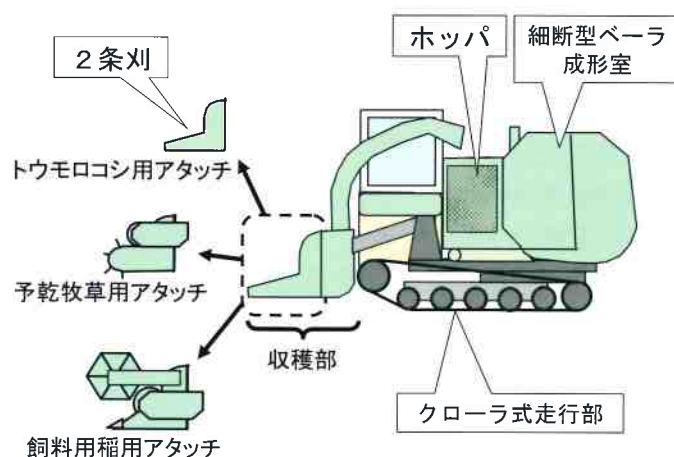 ２条刈
ホッパ
細断型ベーラ
成形室
トウモロコシ用アタッチ
予乾牧草用アタッチ
収穫部
クローラ式走行部
飼料用稲用アタッチ